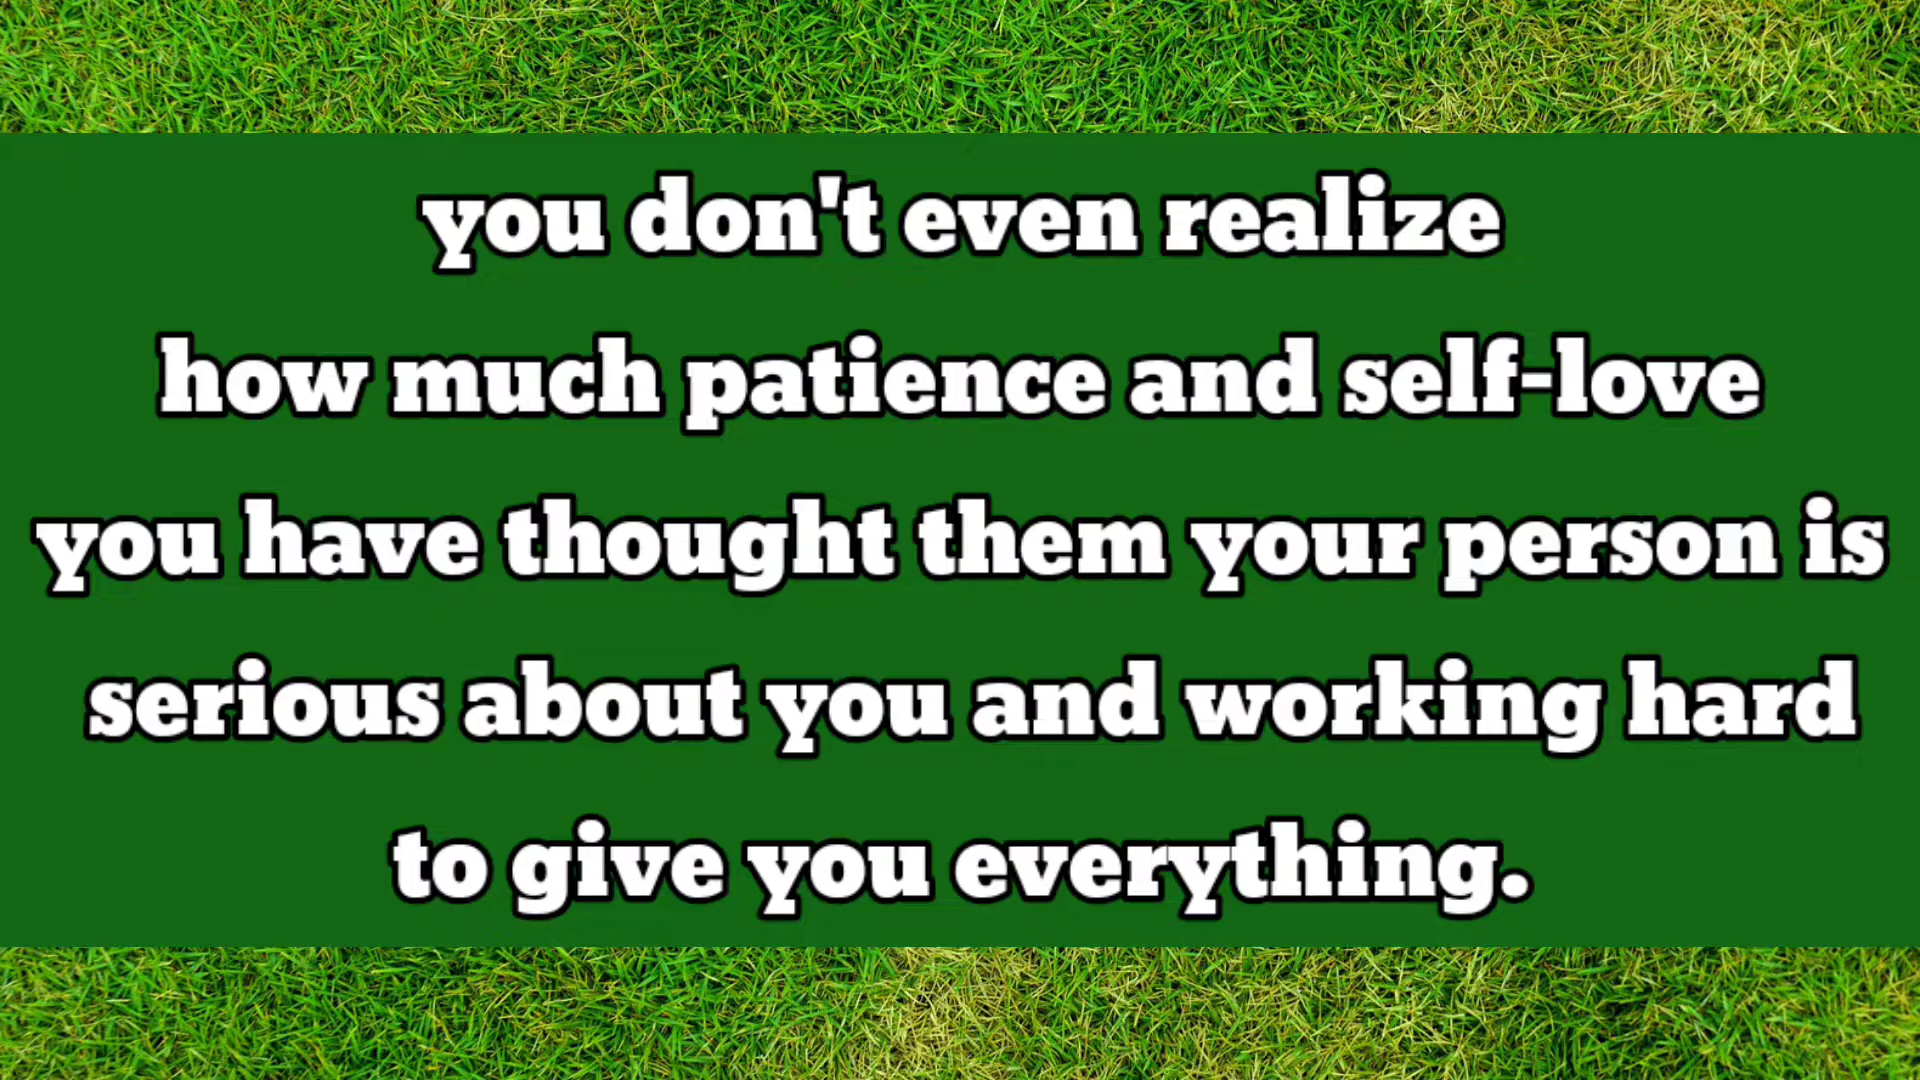 you don't even realize
how much patience and self-love
you have thought them your person is
serious about you and working hard
to give you everything.